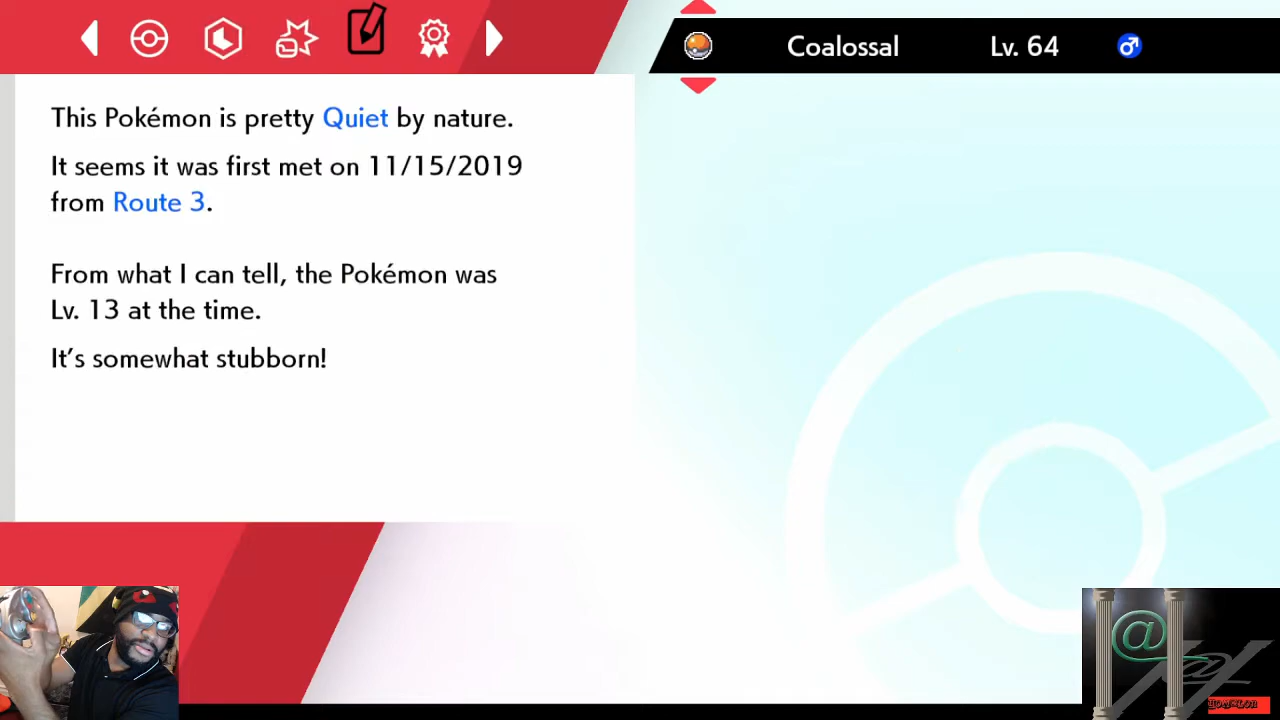 Coalossal Lv. 64
This Pokémon is pretty Quiet by nature.
It seems it was first met on 11/15/2019
from Route 3.
From what I can tell, the Pokémon was
Lv. 13 at the time.
It's somewhat stubborn!
@